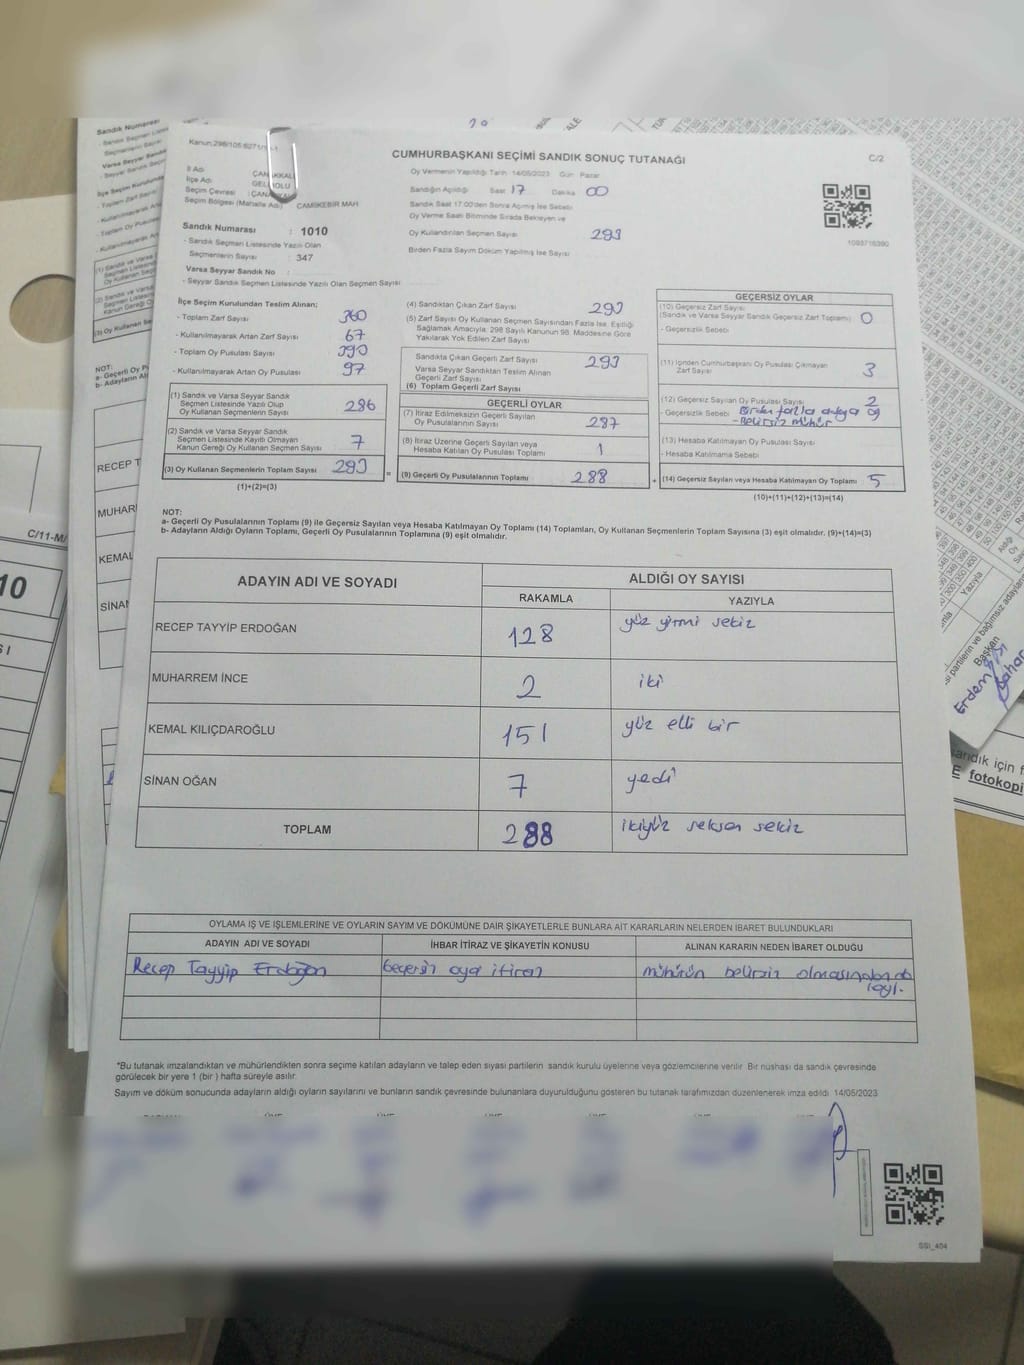 CUMHURBAŞKANI SEÇİMİ SANDIK SONUÇ TUTANAĞI
C/2
İl Adı
İlçe Adı
Seçim Çevresi
Seçim Bölgesi (Mahalle Adı) CAMİİKEBİR MAH
Sandık Numarası : 1010
- Sandık Seçmen Listesinde Yazılı Olan
Seçmenlerin Sayısı : 347
Varsa Seyyar Sandık No :
- Seyyar Sandık Seçmen Listesinde Yazılı Olan Seçmen Sayısı
Oy Vermenin Yapıldığı Tarih 14/05/2023 Gün Pazar
Sandığın Açıldığı Saat 17 Dakika 00
Sandık Saat 17.00'den Sonra Açılmış İse Sebebi
Oy Verme Saati Bitiminde Sırada Bekleyen ve
Oy Kullandırılan Seçmen Sayısı 293
Birden Fazla Sayım Döküm Yapılmış İse Sayısı
1093716390
İlçe Seçim Kurulundan Teslim Alınan;
- Toplam Zarf Sayısı 360
- Kullanılmayarak Artan Zarf Sayısı 67
- Toplam Oy Pusulası Sayısı 390
- Kullanılmayarak Artan Oy Pusulası 97
(1) Sandık ve Varsa Seyyar Sandık
Seçmen Listesinde Yazılı Olup
Oy Kullanan Seçmenlerin Sayısı 286
(2) Sandık ve Varsa Seyyar Sandık
Seçmen Listesinde Kayıtlı Olmayan
Kanun Gereği Oy Kullanan Seçmen Sayısı 7
(3) Oy Kullanan Seçmenlerin Toplam Sayısı 293
(1)+(2)=(3)
(4) Sandıktan Çıkan Zarf Sayısı 293
(5) Zarf Sayısı Oy Kullanan Seçmen Sayısından Fazla İse, Eşitliği
Sağlamak Amacıyla; 298 Sayılı Kanunun 98. Maddesine Göre
Yakılarak Yok Edilen Zarf Sayısı
Sandıkta Çıkan Geçerli Zarf Sayısı 293
Varsa Seyyar Sandıktan Teslim Alınan
Geçerli Zarf Sayısı
(6) Toplam Geçerli Zarf Sayısı
GEÇERLİ OYLAR
(7) İtiraz Edilmeksizin Geçerli Sayılan
Oy Pusulası Toplamı 287
(8) İtiraz Üzerine Geçerli Sayılan veya
Hesaba Katılan Oy Pusulası Toplamı 1
= (9) Geçerli Oy Pusulalarının Toplamı 288
GEÇERSİZ OYLAR
(10) Geçersiz Zarf Sayısı
(Sandık ve Varsa Seyyar Sandık Geçersiz Zarf Toplamı) 0
- Geçersizlik Sebebi
(11) İçinden Cumhurbaşkanı Oy Pusulası Çıkmayan
Zarf Sayısı 3
(12) Geçersiz Sayılan Oy Pusulası Sayısı 2
- Geçersizlik Sebebi Birden fazla adaya oy
- Belirsiz mühür
(13) Hesaba Katılmayan Oy Pusulası Sayısı
- Hesaba Katılmama Sebebi
+ (14) Geçersiz Sayılan veya Hesaba Katılmayan Oy Toplamı 5
(10)+(11)+(12)+(13)=(14)
NOT:
a- Geçerli Oy Pusulalarının Toplamı (9) ile Geçersiz Sayılan veya Hesaba Katılmayan Oy Toplamı (14) Toplamları, Oy Kullanan Seçmenlerin Toplam Sayısına (3) eşit olmalıdır. (9)+(14)=(3)
b- Adayların Aldığı Oyların Toplamı, Geçerli Oy Pusulalarının Toplamına (9) eşit olmalıdır.
ADAYIN ADI VE SOYADI
ALDIĞI OY SAYISI
RAKAMLA YAZIYLA
RECEP TAYYİP ERDOĞAN 128 yüz yirmi sekiz
MUHARREM İNCE 2 iki
KEMAL KILIÇDAROĞLU 151 yüz elli bir
SİNAN OĞAN 7 yedi
TOPLAM 288 ikiyüz seksen sekiz
OYLAMA İŞ VE İŞLEMLERİNE VE OYLARIN SAYIM VE DÖKÜMÜNE DAİR ŞİKAYETLERLE BUNLARA AİT KARARLARIN NELERDEN İBARET BULUNDUKLARI
ADAYIN ADI VE SOYADI İHBAR İTİRAZ VE ŞİKAYETİN KONUSU ALINAN KARARIN NEDEN İBARET OLDUĞU
Recep Tayyip Erdoğan geçersiz oya itiraz mührün belirsiz
*Bu tutanak imzalandıktan ve mühürlendikten sonra seçime katılan adayların ve talep eden siyasi partilerin sandık kurulu üyelerine veya gözlemcilerine verilir. Bir nüshası da sandık çevresinde
görülecek bir yere 1 (bir ) hafta süreyle asılır.
Sayım ve döküm sonucunda adayların aldığı oyların sayılarını ve bunların sandık çevresinde bulunanlara duyurulduğunu gösteren bu tutanak tarafımızdan düzenlenerek imza edildi 14/05/2023
SSI_404
Başkan
Erdem
fotokopi